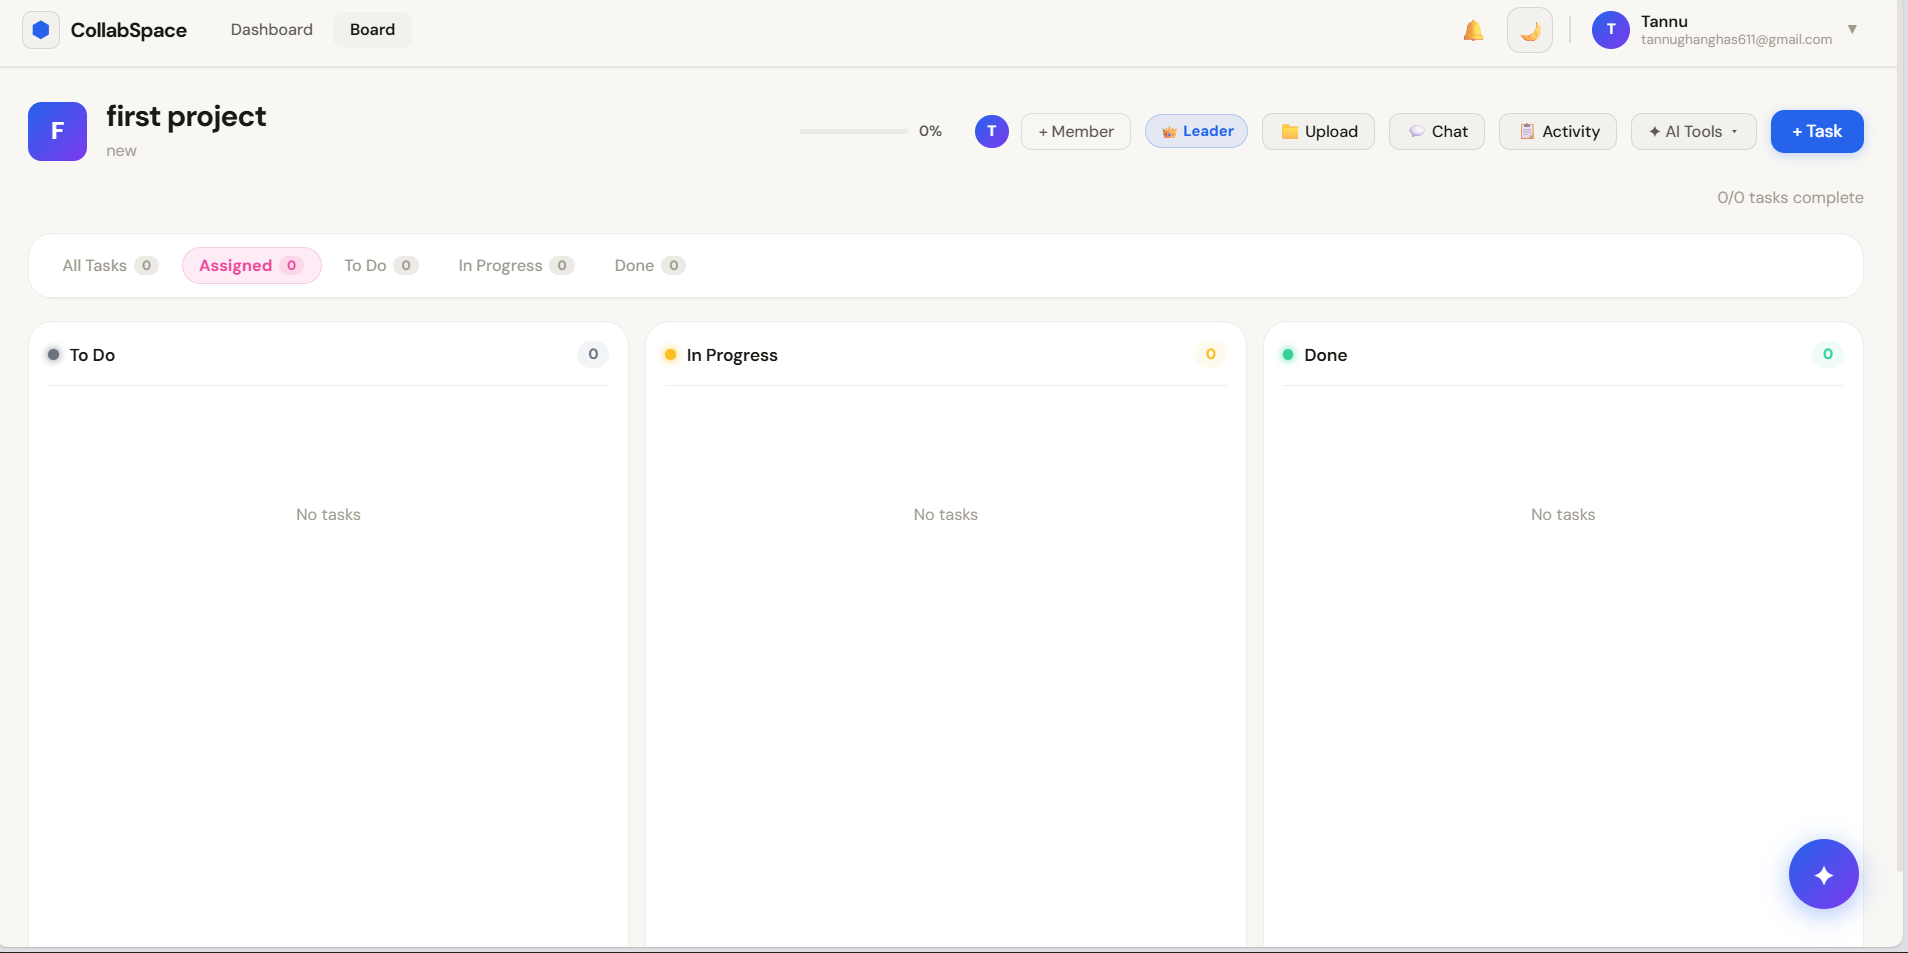 CollabSpace Dashboard Board
T Tannu
tannughanghas611@gmail.com ▼
F first project
new
0% T + Member Leader Upload Chat Activity ✦ AI Tools + Task
0/0 tasks complete
All Tasks 0 Assigned 0 To Do 0 In Progress 0 Done 0
To Do 0
No tasks
In Progress 0
No tasks
Done 0
No tasks